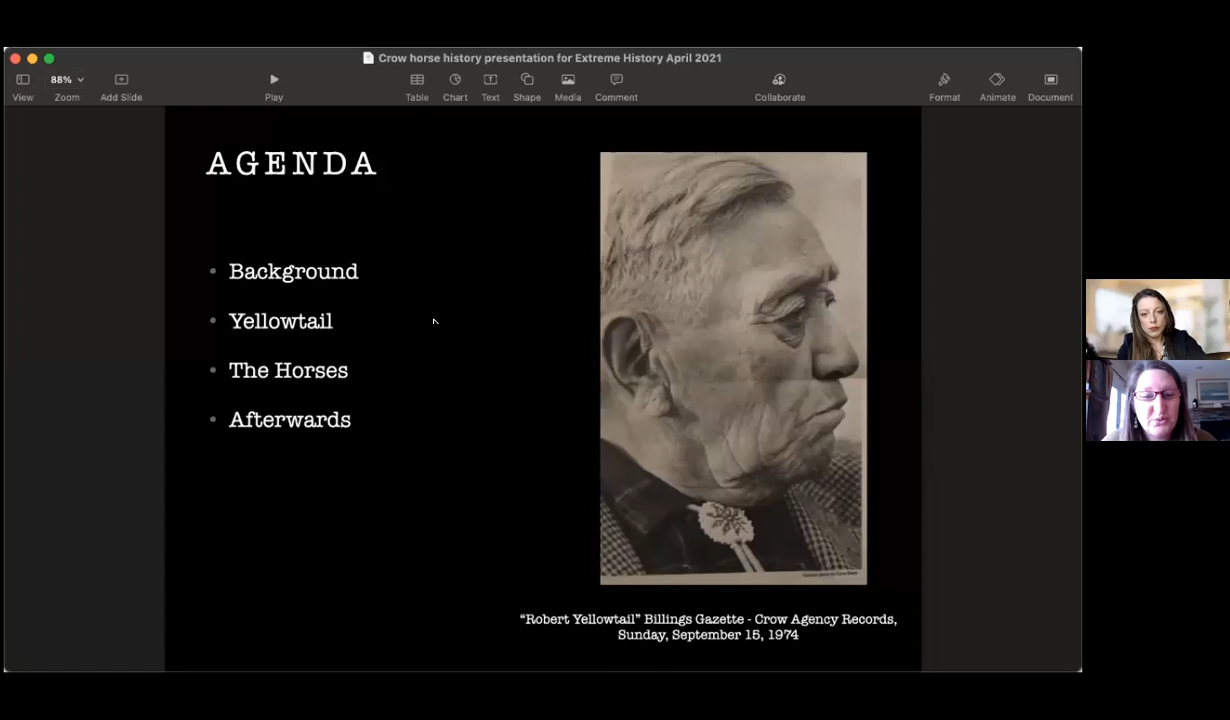 Crow horse history presentation for Extreme History April 2021
88%
View
Zoom
Add Slide
Play
Table
Chart
Text
Shape
Media
Comment
Collaborate
Format
Animate
Document
AGENDA
• Background
• Yellowtail
• The Horses
• Afterwards
“Robert Yellowtail” Billings Gazette - Crow Agency Records,
Sunday, September 15, 1974